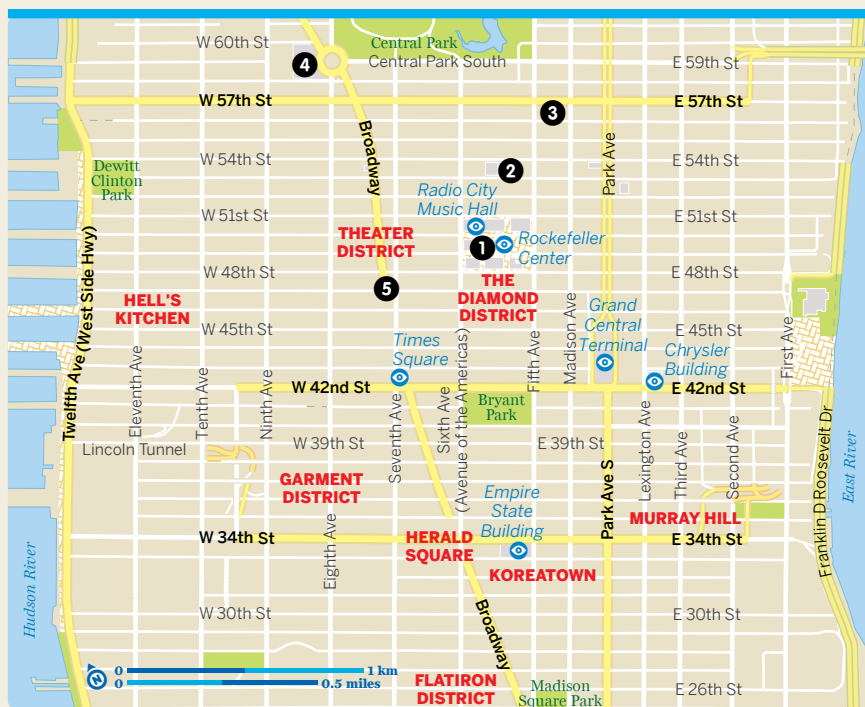 W 60th St
Central Park
Central Park South
E 59th St
4
W 57th St
E 57th St
3
Broadway
W 54th St
2
E 54th St
Park Ave
Dewitt
Clinton
Park
Radio City
Music Hall
W 51st St
E 51st St
THEATER
DISTRICT
1
Rockefeller
Center
W 48th St
E 48th St
THE
DIAMOND
DISTRICT
5
HELL'S
KITCHEN
Grand
Central
Terminal
W 45th St
E 45th St
Times
Square
Chrysler
Building
Twelfth Ave (West Side Hwy)
Eleventh Ave
Tenth Ave
Ninth Ave
Seventh Ave
Sixth Ave
(Avenue of the Americas)
Fifth Ave
Madison Ave
First Ave
W 42nd St
E 42nd St
Bryant
Park
W 39th St
E 39th St
Lincoln Tunnel
Park Ave S
Lexington Ave
Third Ave
Second Ave
Franklin D Roosevelt Dr
East River
GARMENT
DISTRICT
Empire
State
Building
MURRAY HILL
W 34th St
HERALD
SQUARE
E 34th St
KOREATOWN
Eighth Ave
Hudson River
W 30th St
Broadway
E 30th St
N
0
1 km
0
0.5 miles
FLATIRON
DISTRICT
Madison
Square Park
E 26th St